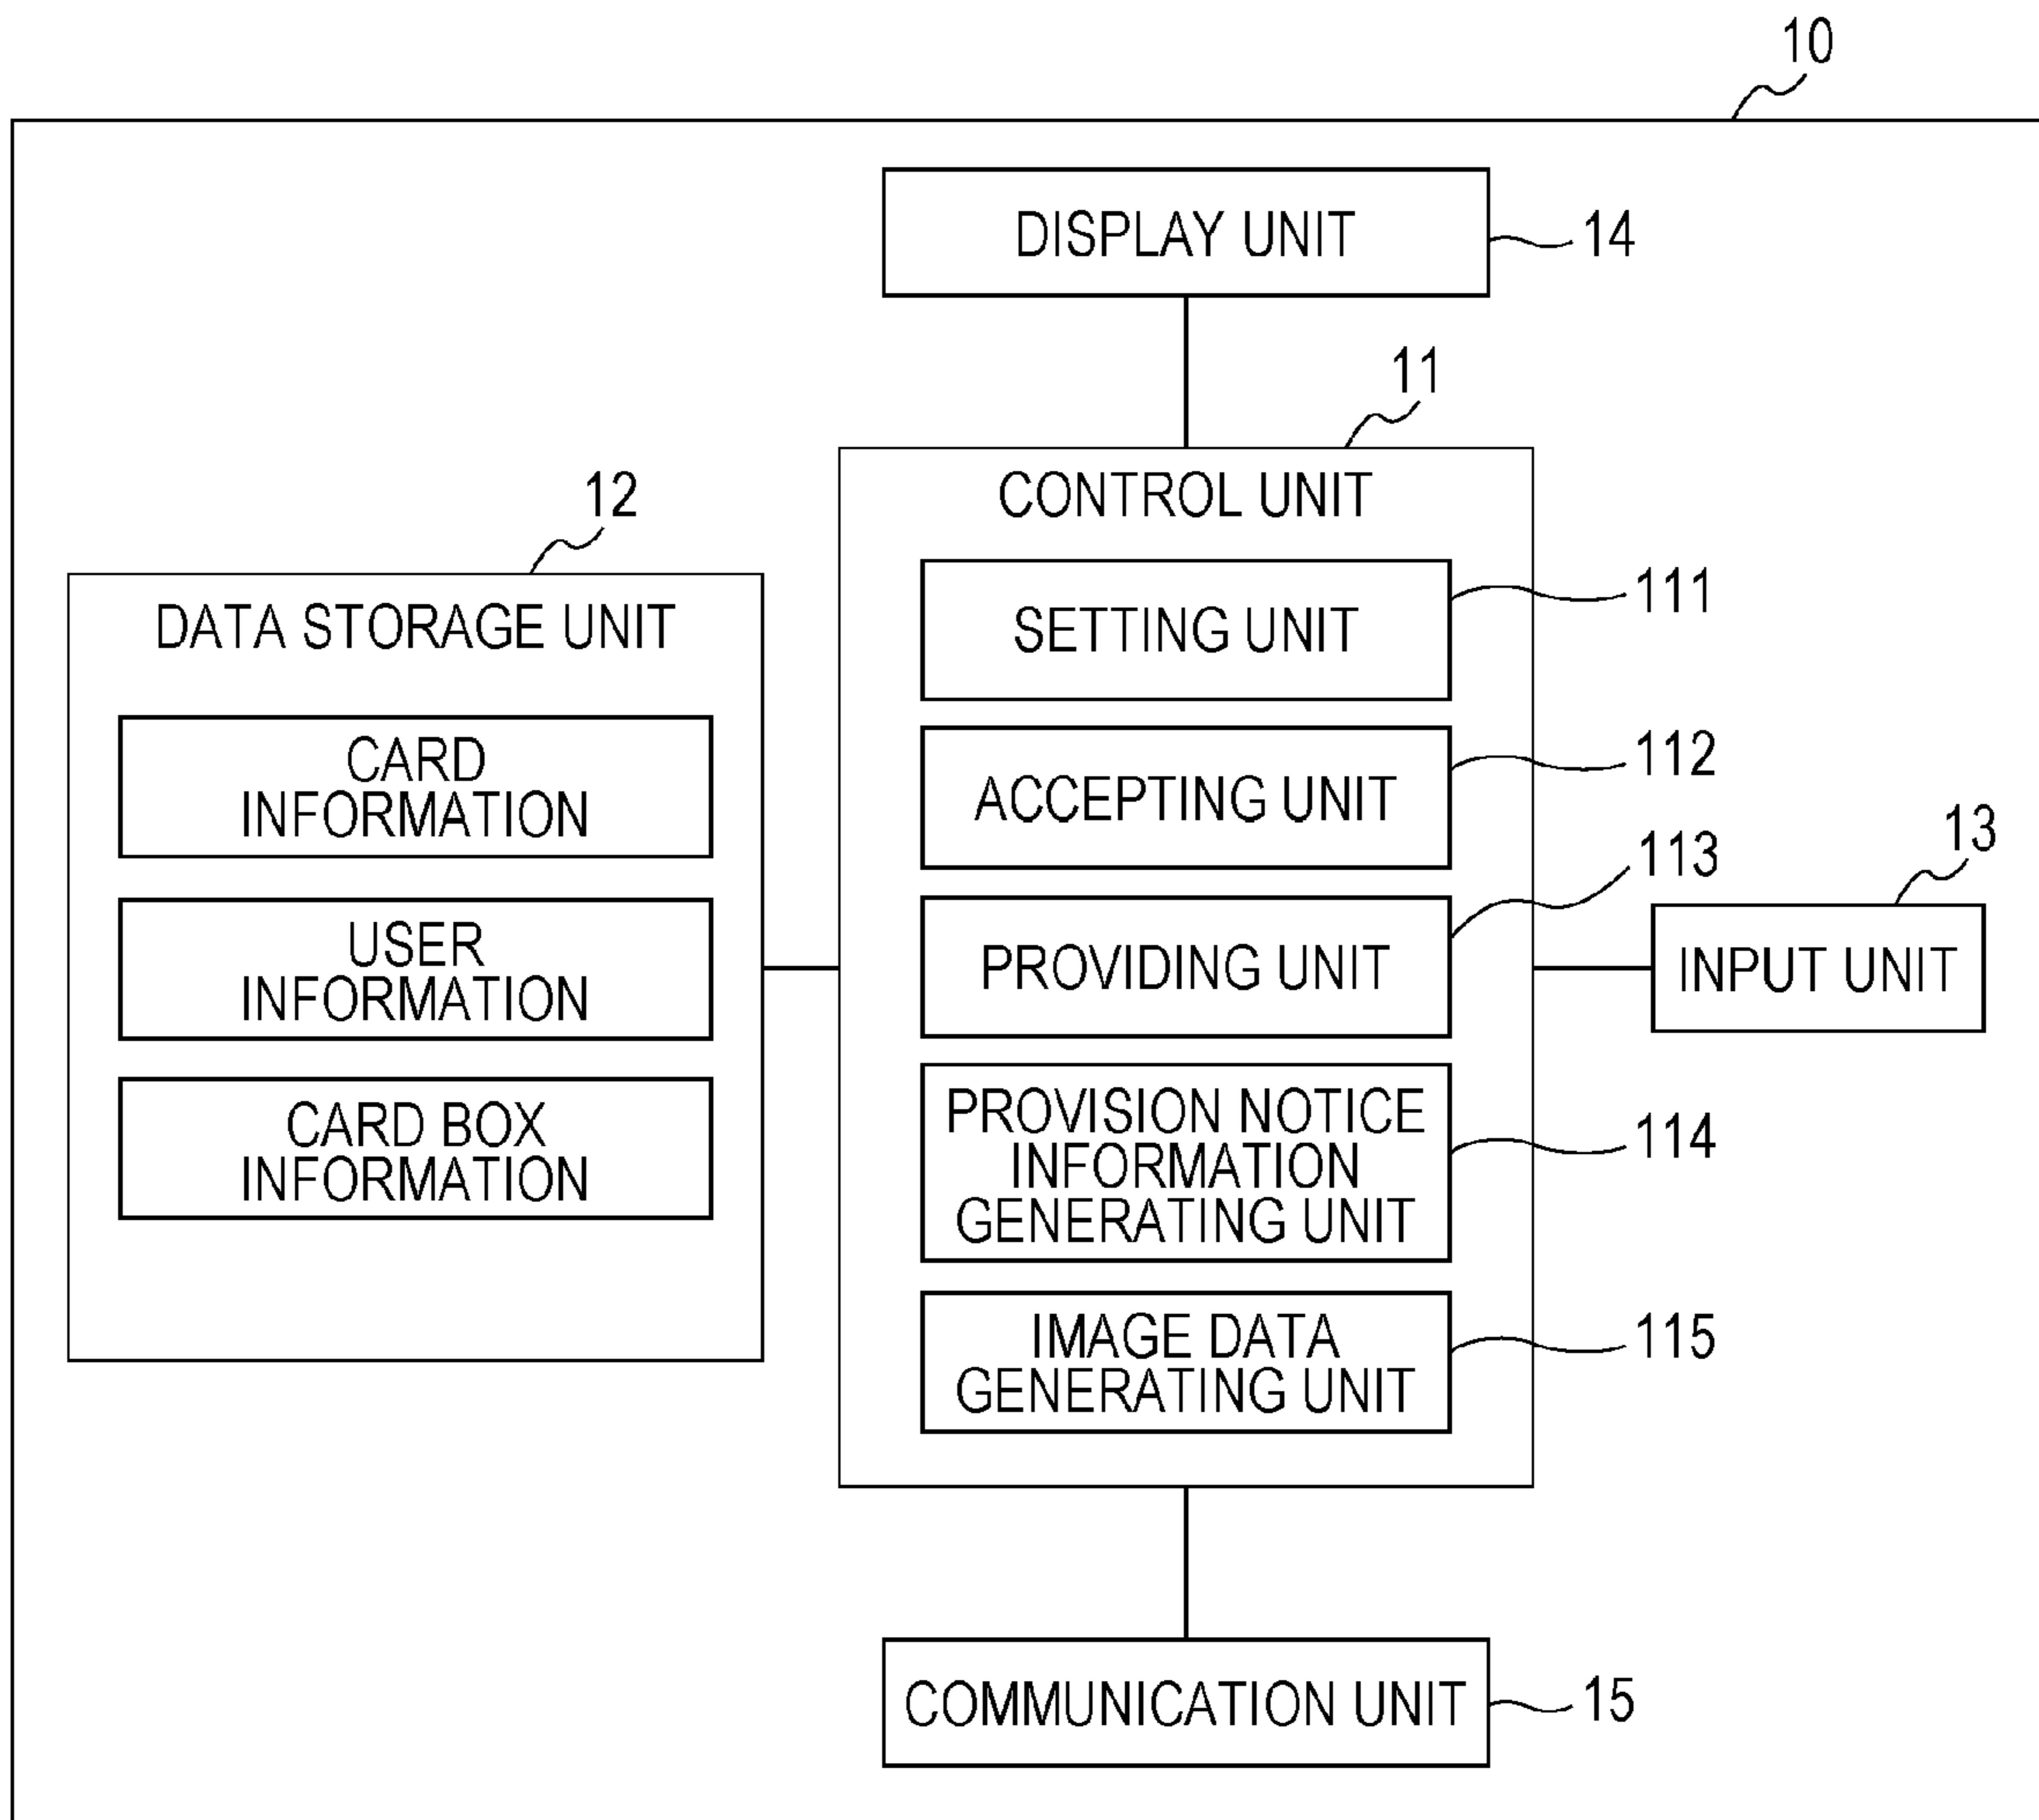 10
DISPLAY UNIT
14
11
CONTROL UNIT
12
DATA STORAGE UNIT
CARD
INFORMATION
USER
INFORMATION
CARD BOX
INFORMATION
SETTING UNIT
111
ACCEPTING UNIT
112
PROVIDING UNIT
113
PROVISION NOTICE
INFORMATION
GENERATING UNIT
114
IMAGE DATA
GENERATING UNIT
115
13
INPUT UNIT
COMMUNICATION UNIT
15